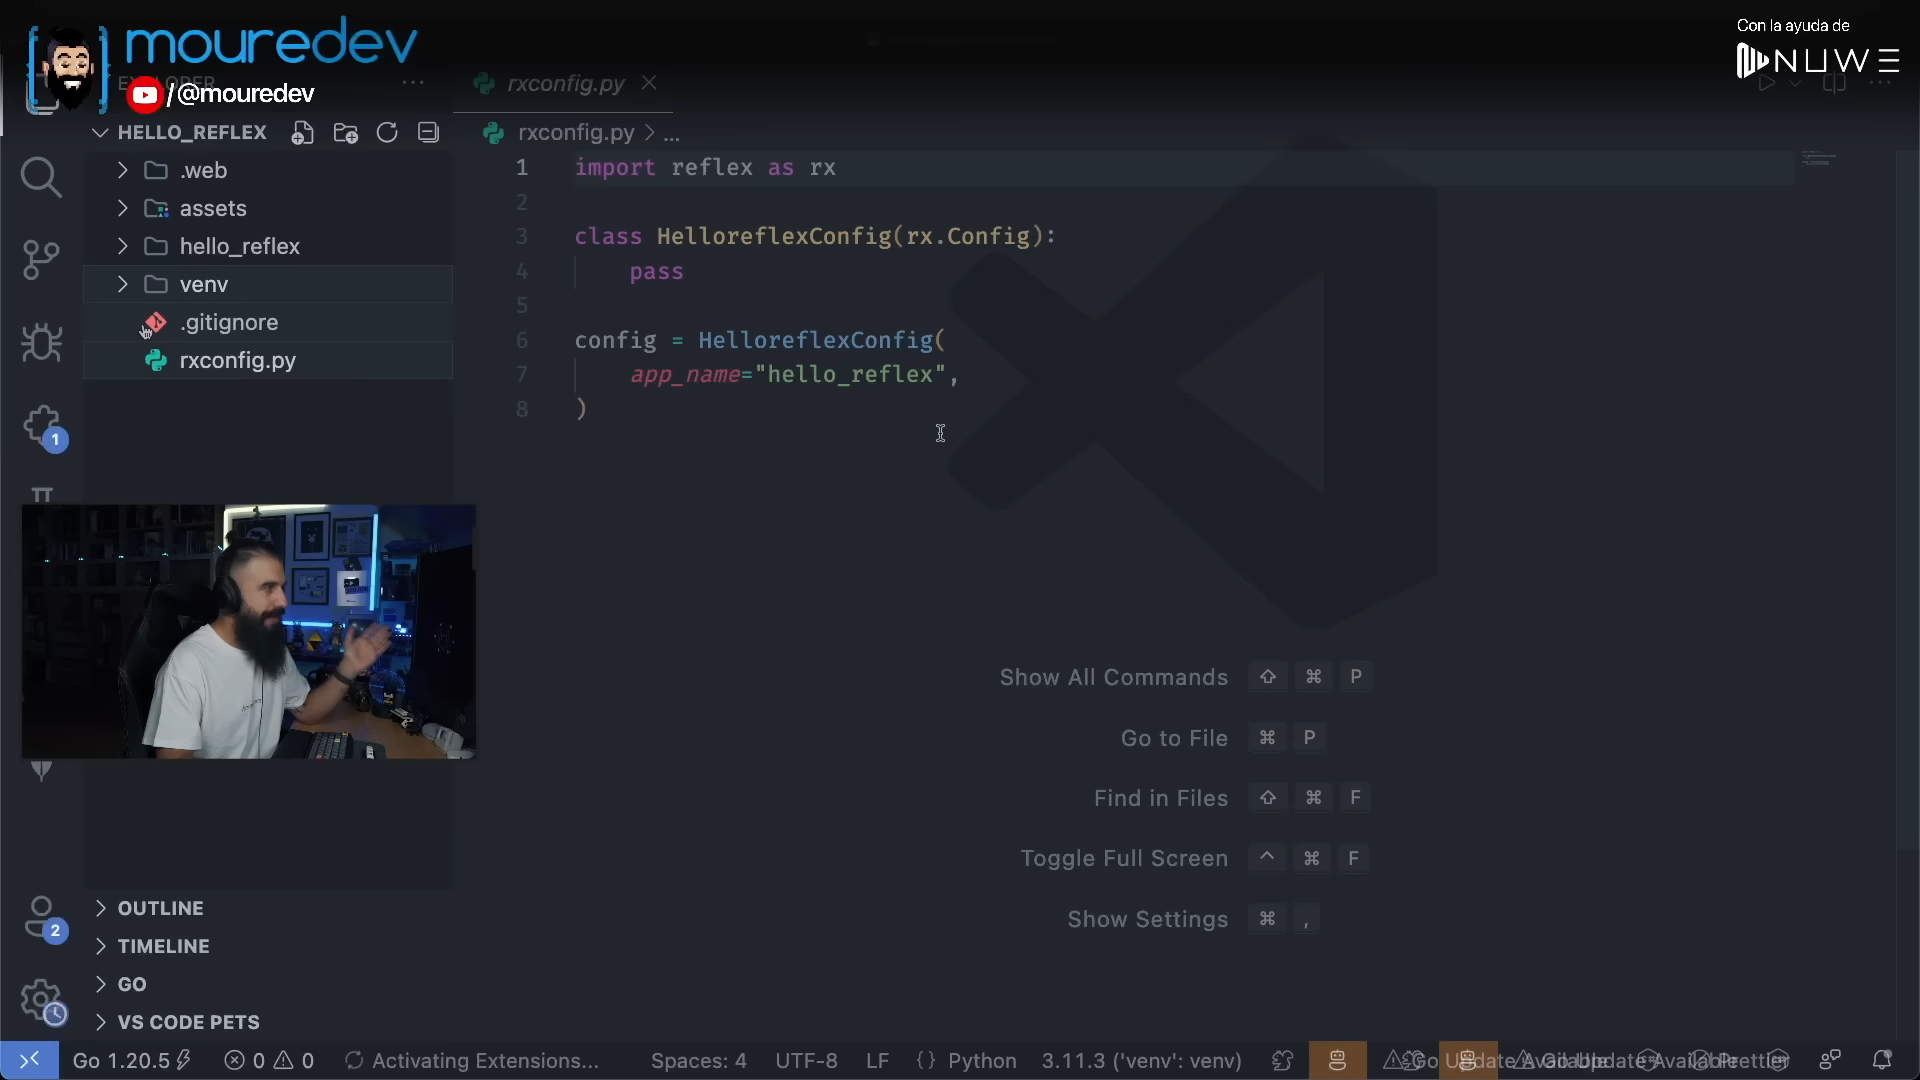 mouredev
/@mouredev
Con la ayuda de
NUWE
EXPLORER
rxconfig.py
HELLO_REFLEX
rxconfig.py > ...
.web
assets
hello_reflex
venv
.gitignore
rxconfig.py
1 import reflex as rx
2
3 class HelloreflexConfig(rx.Config):
4 pass
5
6 config = HelloreflexConfig(
7 app_name="hello_reflex",
8 )
1
Show All Commands ⇧ ⌘ P
Go to File ⌘ P
Find in Files ⇧ ⌘ F
Toggle Full Screen ^ ⌘ F
Show Settings ⌘ ,
2
OUTLINE
TIMELINE
GO
VS CODE PETS
Go 1.20.5 0 0 Activating Extensions... Spaces: 4 UTF-8 LF {} Python 3.11.3 ('venv': venv)